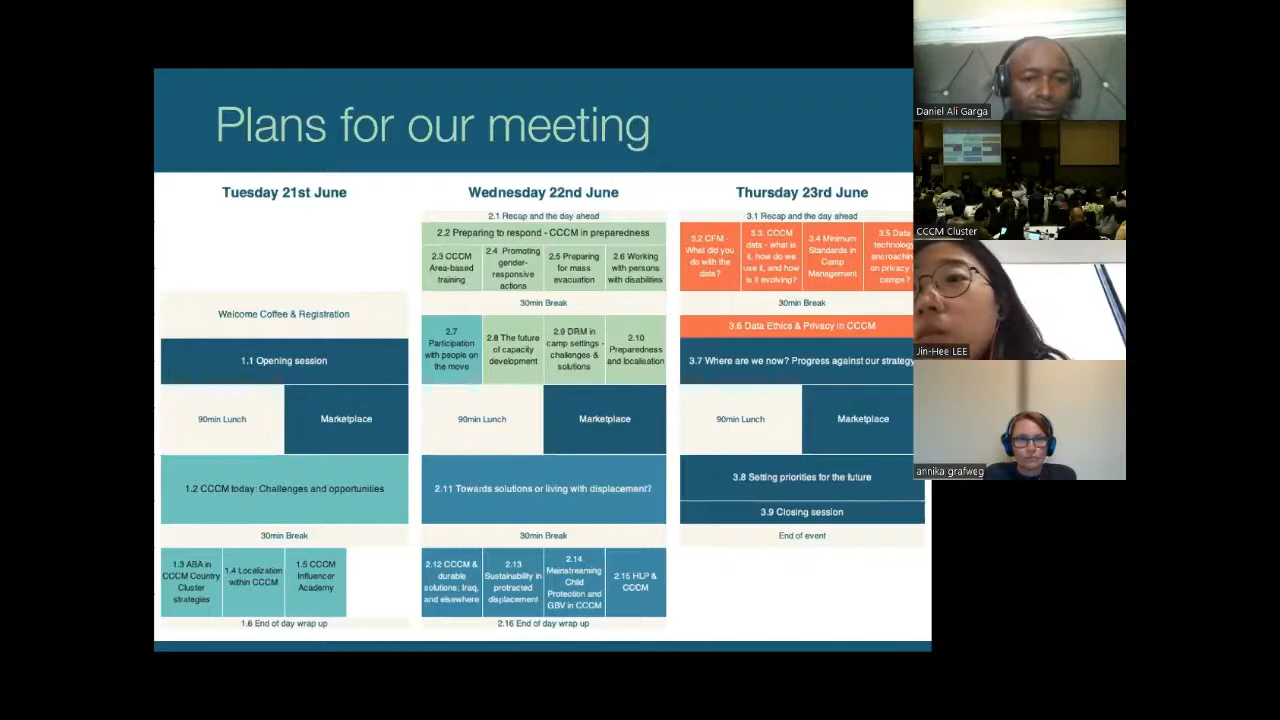 Plans for our meeting
Tuesday 21st June
Welcome Coffee & Registration
1.1 Opening session
90min Lunch
Marketplace
1.2 CCCM today: Challenges and opportunities
30min Break
1.3 ABA in
CCCM Country
Cluster
strategies
1.4 Localization
within CCCM
1.5 CCCM
Influencer
Academy
1.6 End of day wrap up
Wednesday 22nd June
2.1 Recap and the day ahead
2.2 Preparing to respond - CCCM in preparedness
2.3 CCCM
Area-based
training
2.4 Promoting
gender-
responsive
actions
2.5 Preparing
for mass
evacuation
2.6 Working
with persons
with disabilities
30min Break
2.7
Participation
with people on
the move
2.8 The future
of capacity
development
2.9 DRM in
camp settings -
challenges &
solutions
2.10
Preparedness
and localisation
90min Lunch
Marketplace
2.11 Towards solutions or living with displacement?
30min Break
2.12 CCCM &
durable
solutions; Iraq,
and elsewhere
2.13
Sustainability in
protracted
displacement
2.14
Mainstreaming
Child
Protection and
GBV in CCCM
2.15 HLP &
CCCM
2.16 End of day wrap up
Thursday 23rd June
3.1 Recap and the day ahead
3.2 CFM -
What did you
do with the
data?
3.3. CCCM
data - what is
it, how do we
use it, and how
is it evolving?
3.4 Minimum
Standards in
Camp
Management
3.5 Data
technology
encroaching
on privacy
camps?
30min Break
3.6 Data Ethics & Privacy in CCCM
3.7 Where are we now? Progress against our strategy
90min Lunch
Marketplace
3.8 Setting priorities for the future
3.9 Closing session
End of event
Daniel Ali Garga
CCCM Cluster
Jin-Hee LEE
annika grafweg